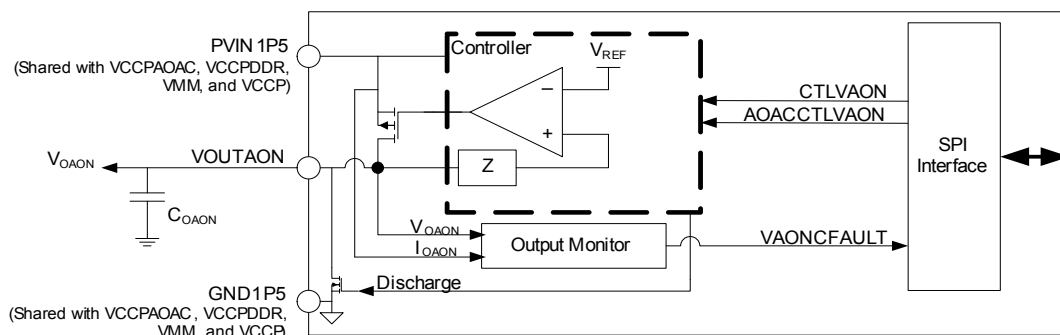 PVIN1P5
(Shared with VCCPAOAC, VCCPDDR,
VMM, and VCCP)
Controller
VREF
−
+
Z
CTLVAON
AOACCTLVAON
SPI
Interface
VOAON
VOUTAON
COAON
VOAON
IOAON
Output Monitor
VAONCFAULT
Discharge
GND1P5
(Shared with VCCPAOAC, VCCPDDR,
VMM, and VCCP)